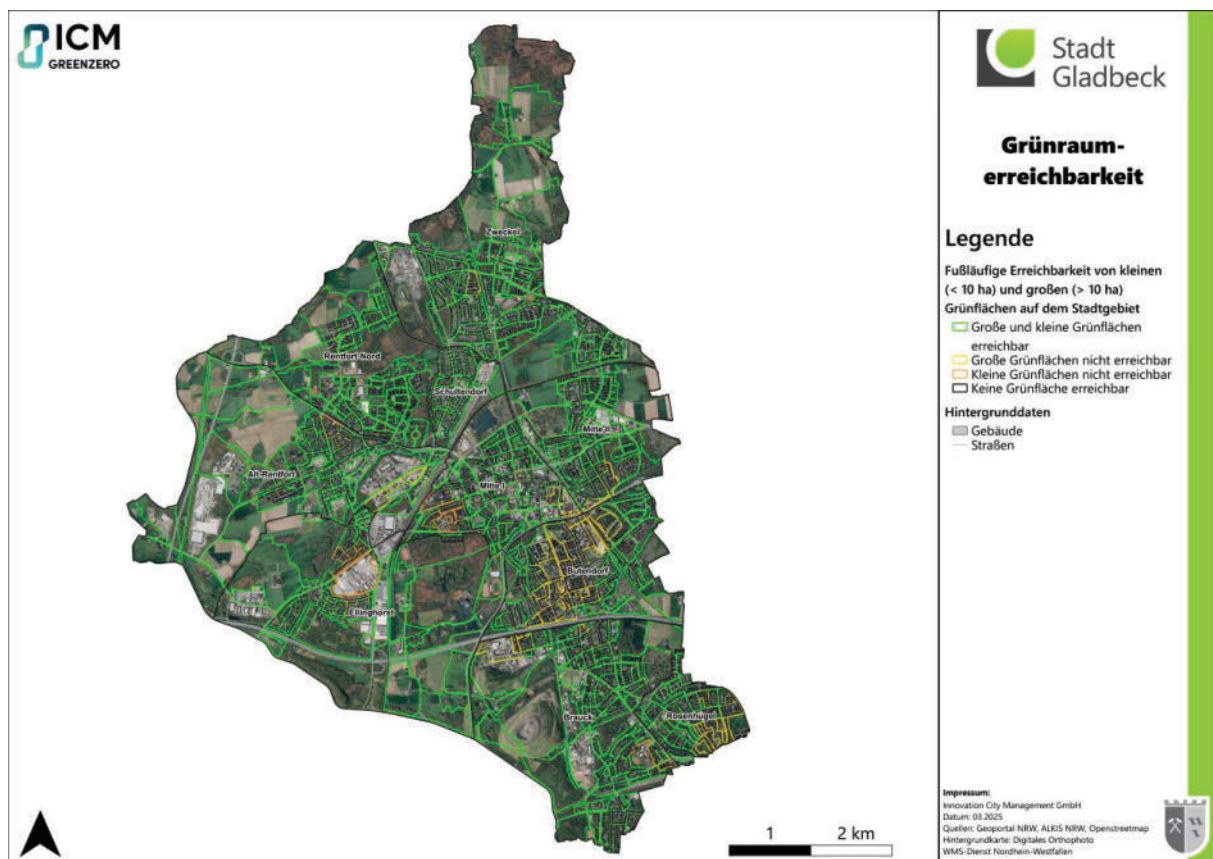 ICM
GREENZERO
Stadt
Gladbeck
Grünraum-
erreichbarkeit
Legende
Fußläufige Erreichbarkeit von kleinen
(< 10 ha) und großen (> 10 ha)
Grünflächen auf dem Stadtgebiet
Große und kleine Grünflächen
erreichbar
Große Grünflächen nicht erreichbar
Kleine Grünflächen nicht erreichbar
Keine Grünfläche erreichbar
Hintergrunddaten
Gebäude
Straßen
Zweckel
Rentfort-Nord
Schultendorf
Mitte II
Alt-Rentfort
Mitte I
Butendorf
Ellinghorst
Brauck
Rosenhügel
1 2 km
Impressum:
Innovation City Management GmbH
Datum: 03.2025
Quellen: Geoportal NRW, ALKIS NRW, Openstreetmap
Hintergrundkarte: Digitales Orthophoto
WMS-Dienst Nordhein-Westfallen